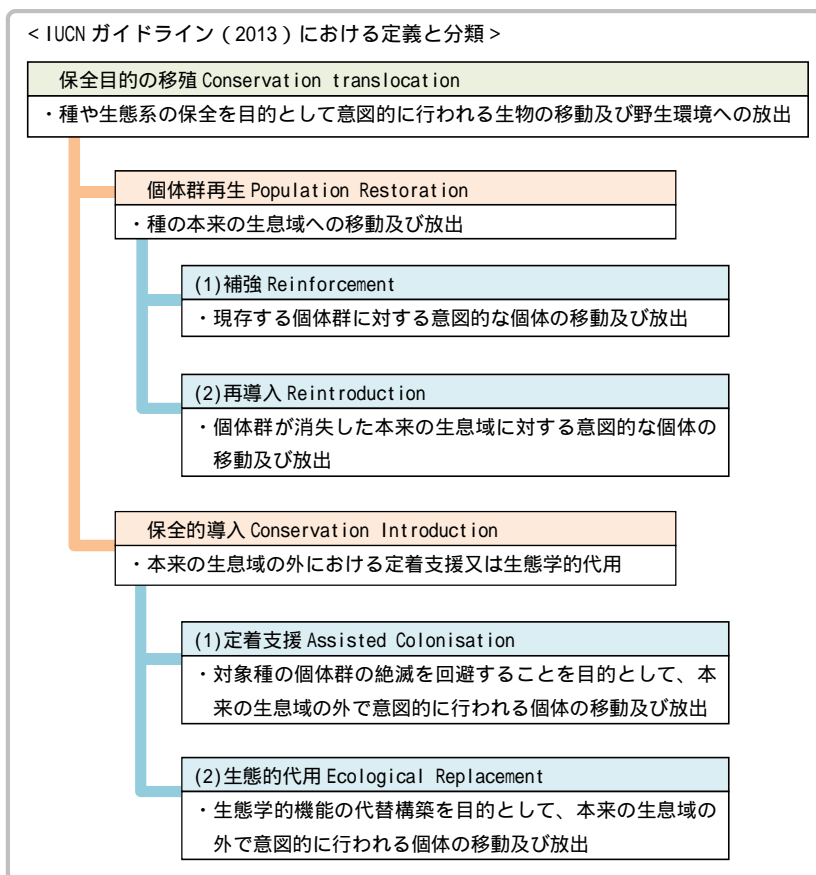 <IUCN ガイドライン（2013）における定義と分類>
保全目的の移殖 Conservation translocation
・種や生態系の保全を目的として意図的に行われる生物の移動及び野生環境への放出
個体群再生 Population Restoration
・種の本来の生息域への移動及び放出
(1)補強 Reinforcement
・現存する個体群に対する意図的な個体の移動及び放出
(2)再導入 Reintroduction
・個体群が消失した本来の生息域に対する意図的な個体の
移動及び放出
保全的導入 Conservation Introduction
・本来の生息域の外における定着支援又は生態学的代用
(1)定着支援 Assisted Colonisation
・対象種の個体群の絶滅を回避することを目的として、本
来の生息域の外で意図的に行われる個体の移動及び放出
(2)生態的代用 Ecological Replacement
・生態学的機能の代替構築を目的として、本来の生息域の
外で意図的に行われる個体の移動及び放出